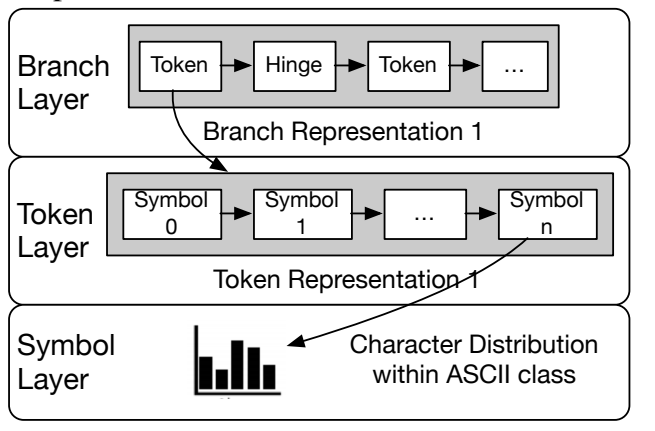 Branch
Layer
Token
Hinge
Token
...
Branch Representation 1
Token
Layer
Symbol
0
Symbol
1
...
Symbol
n
Token Representation 1
Symbol
Layer
Character Distribution
within ASCII class